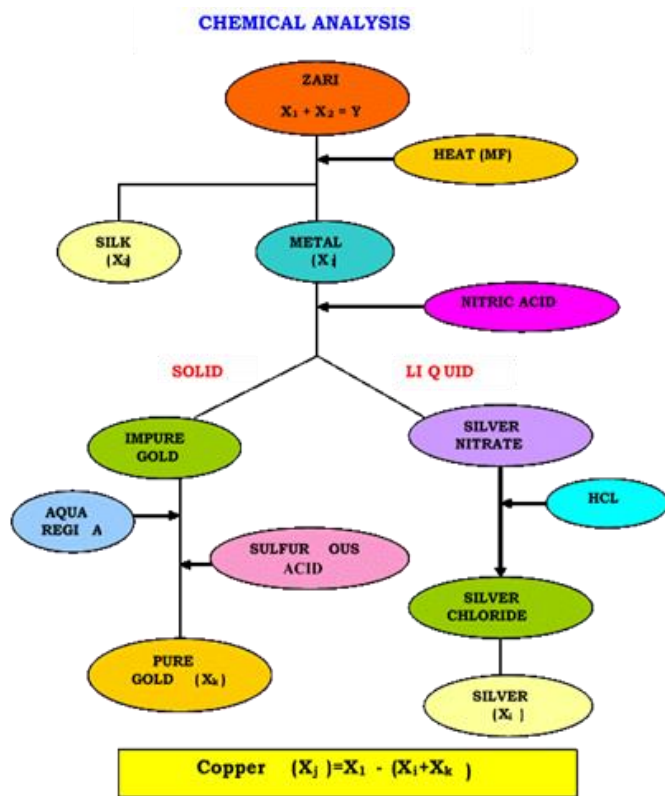 CHEMICAL ANALYSIS
ZARI
X₁ + X₂ = Y
HEAT (MF)
SILK
(X₂)
METAL
(X₁)
NITRIC ACID
SOLID
LI QUID
IMPURE
GOLD
SILVER
NITRATE
AQUA
REGI A
HCL
SULFUR OUS
ACID
SILVER
CHLORIDE
PURE
GOLD (Xₖ)
SILVER
(Xᵢ )
Copper (Xⱼ )=X₁ - (Xᵢ+Xₖ )